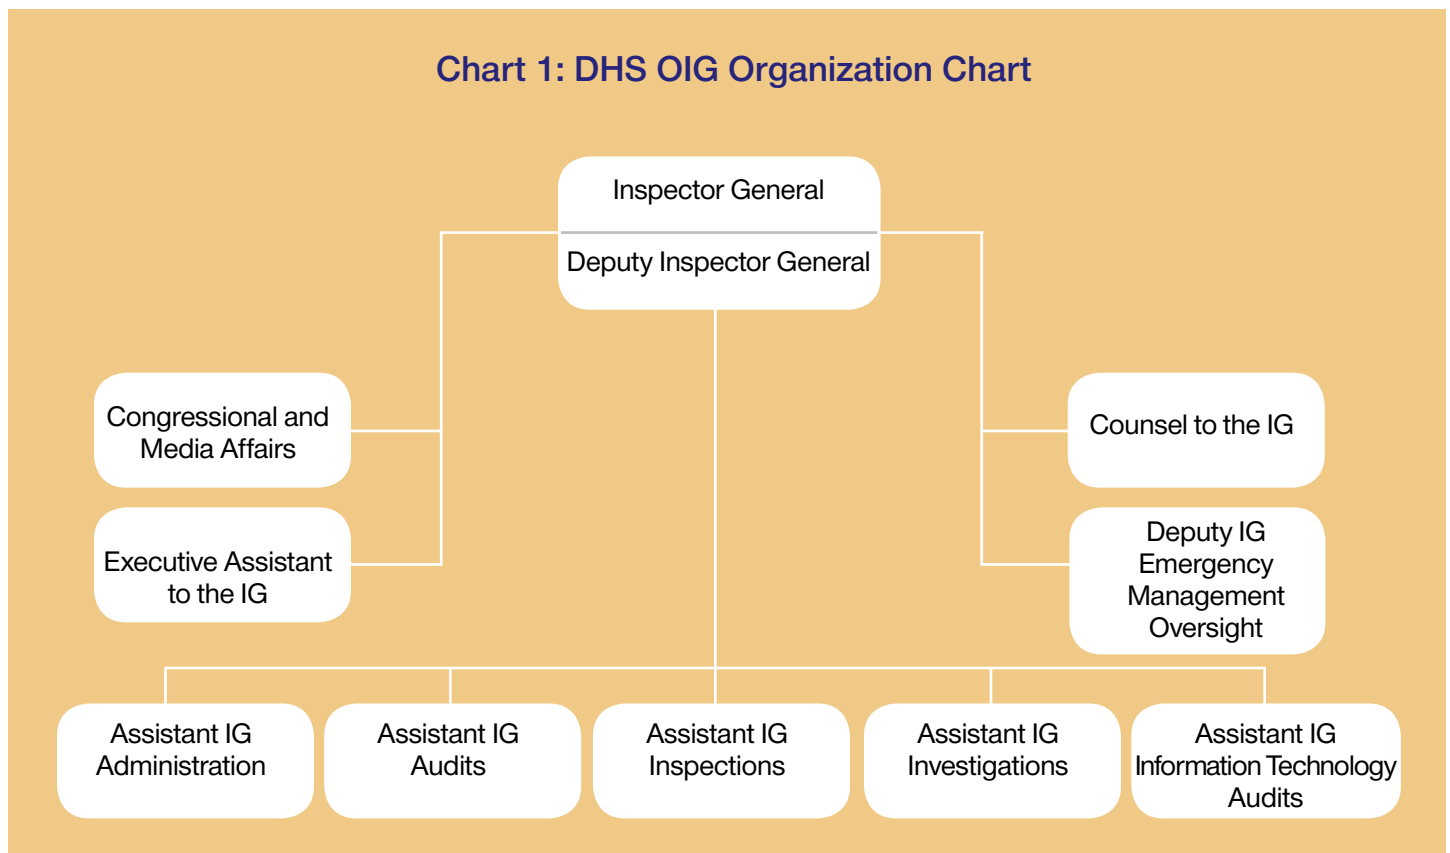 Chart 1: DHS OIG Organization Chart
Inspector General
Deputy Inspector General
Congressional and
Media Affairs
Counsel to the IG
Executive Assistant
to the IG
Deputy IG
Emergency
Management
Oversight
Assistant IG
Administration
Assistant IG
Audits
Assistant IG
Inspections
Assistant IG
Investigations
Assistant IG
Information Technology
Audits